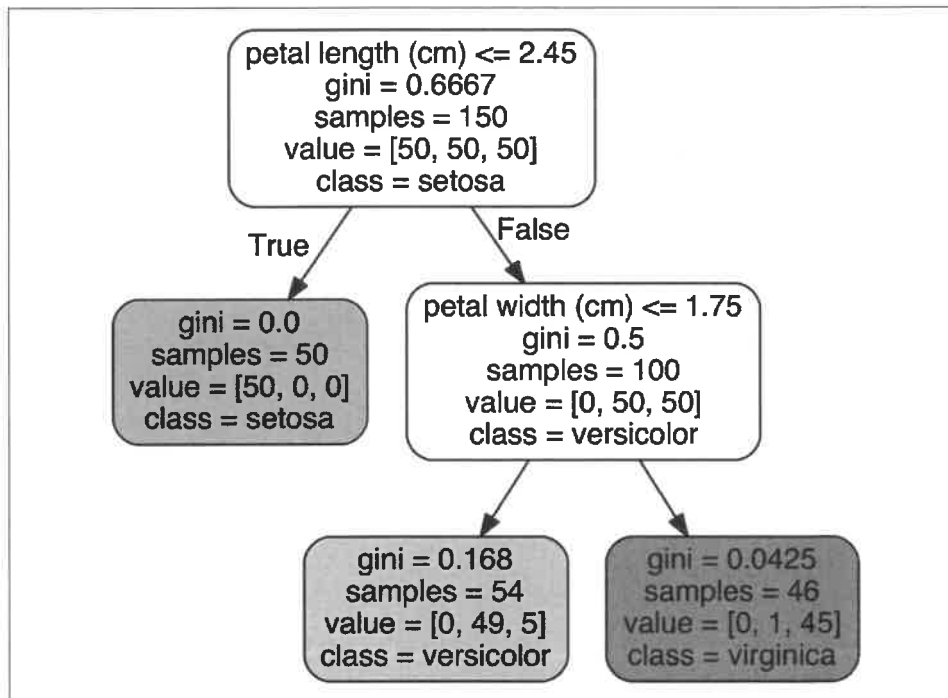 petal length (cm) <= 2.45
gini = 0.6667
samples = 150
value = [50, 50, 50]
class = setosa
True
False
gini = 0.0
samples = 50
value = [50, 0, 0]
class = setosa
petal width (cm) <= 1.75
gini = 0.5
samples = 100
value = [0, 50, 50]
class = versicolor
gini = 0.168
samples = 54
value = [0, 49, 5]
class = versicolor
gini = 0.0425
samples = 46
value = [0, 1, 45]
class = virginica